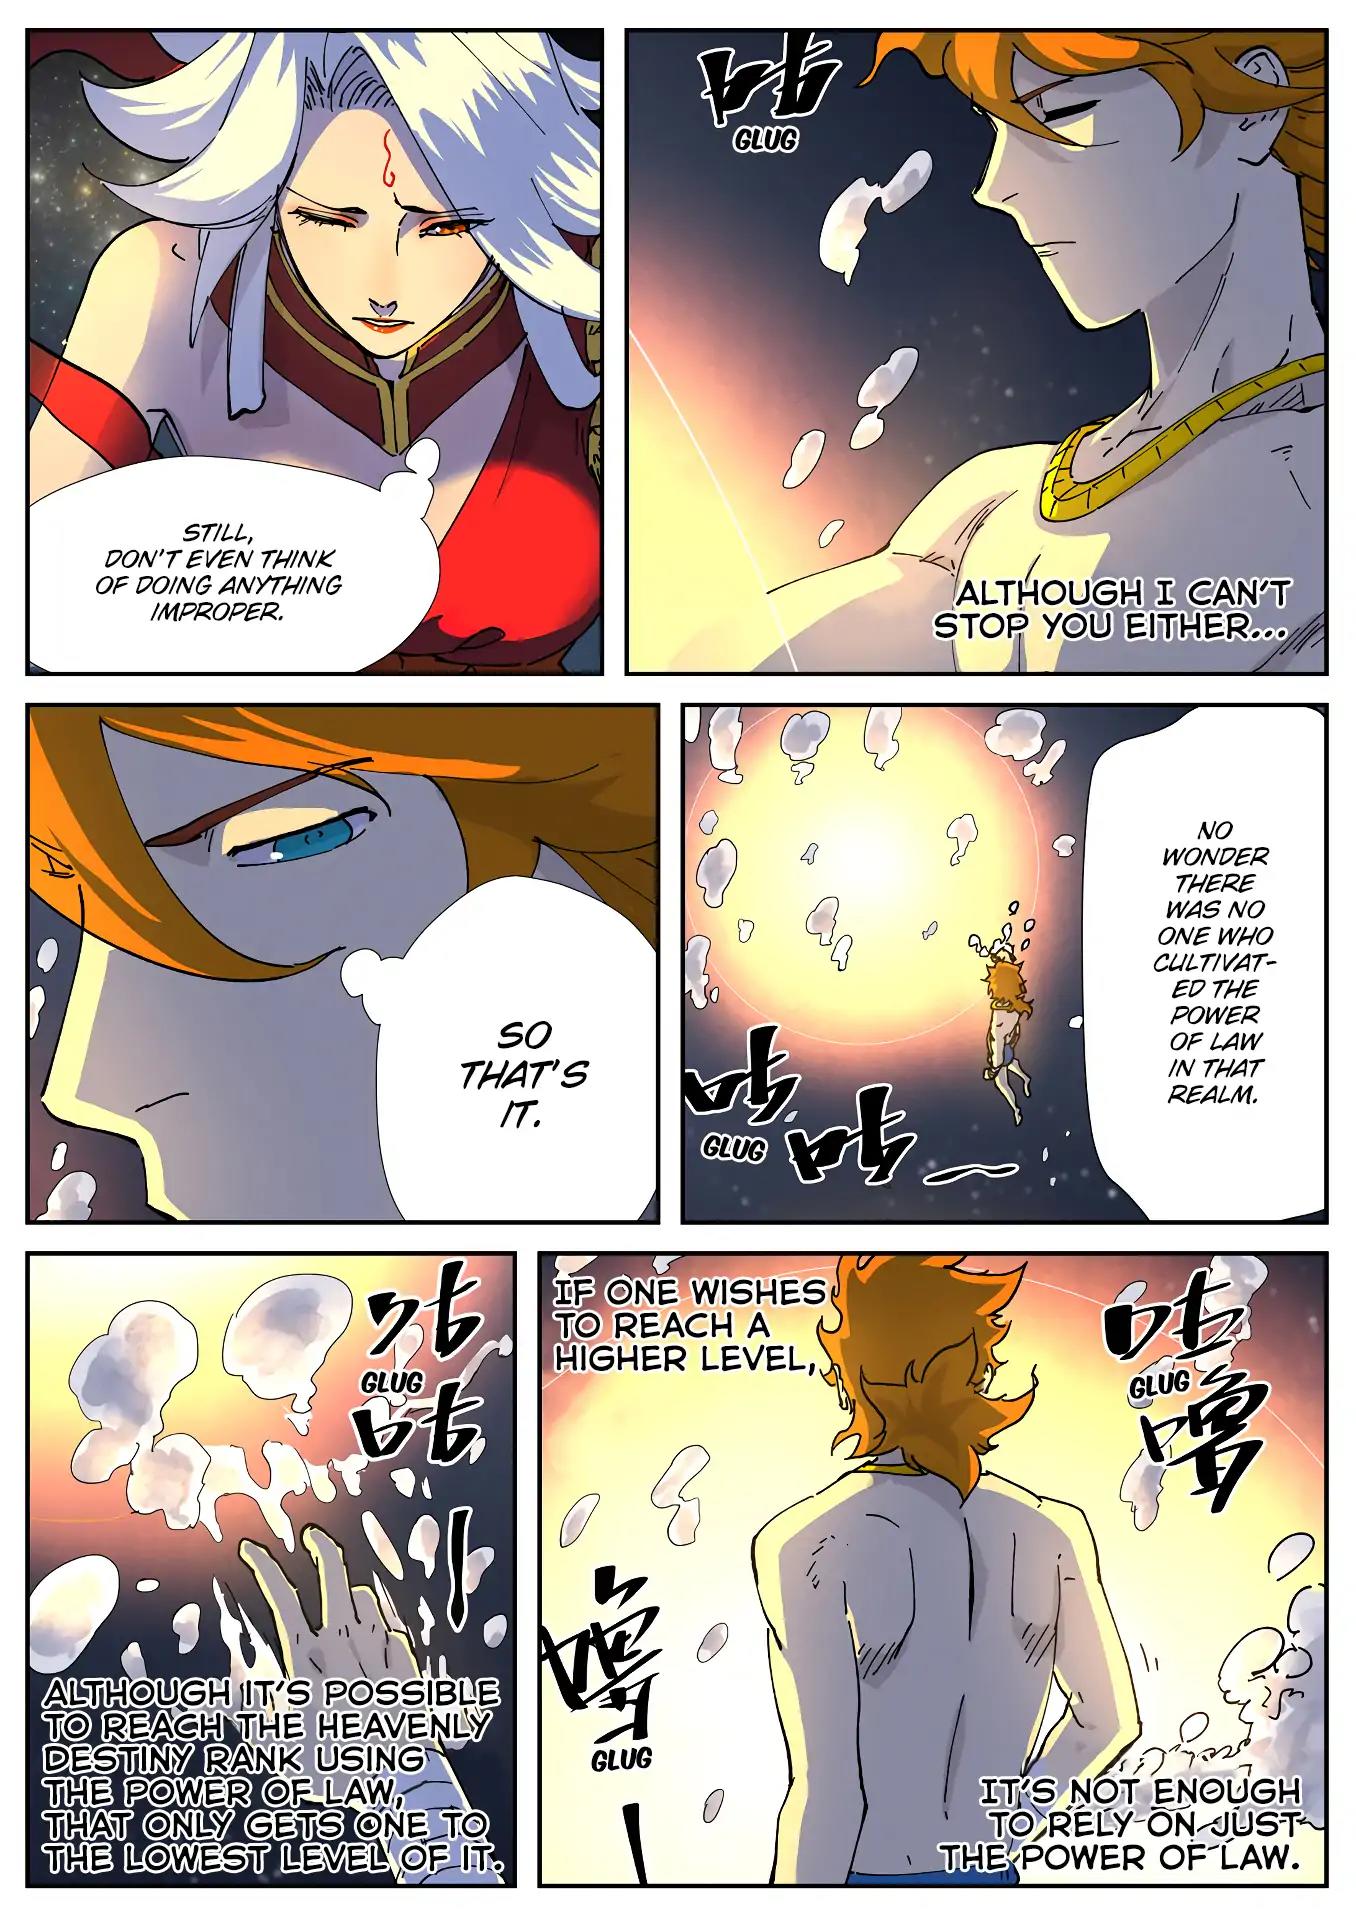 STILL,
DON'T EVEN THINK
OF DOING ANYTHING
IMPROPER.
咕
GLUG
ALTHOUGH I CAN'T
STOP YOU EITHER...
SO
THAT'S
IT.
NO
WONDER
THERE
WAS NO
ONE WHO
CULTIVAT-
ED THE
POWER
OF LAW
IN THAT
REALM.
咕
GLUG
咕～
咕
GLUG
咕
ALTHOUGH IT'S POSSIBLE
TO REACH THE HEAVENLY
DESTINY RANK USING
THE POWER OF LAW,
THAT ONLY GETS ONE TO
THE LOWEST LEVEL OF IT.
IF ONE WISHES
TO REACH A
HIGHER LEVEL,
咕
GLUG
噜
噜
GLUG
IT'S NOT ENOUGH
TO RELY ON JUST
THE POWER OF LAW.